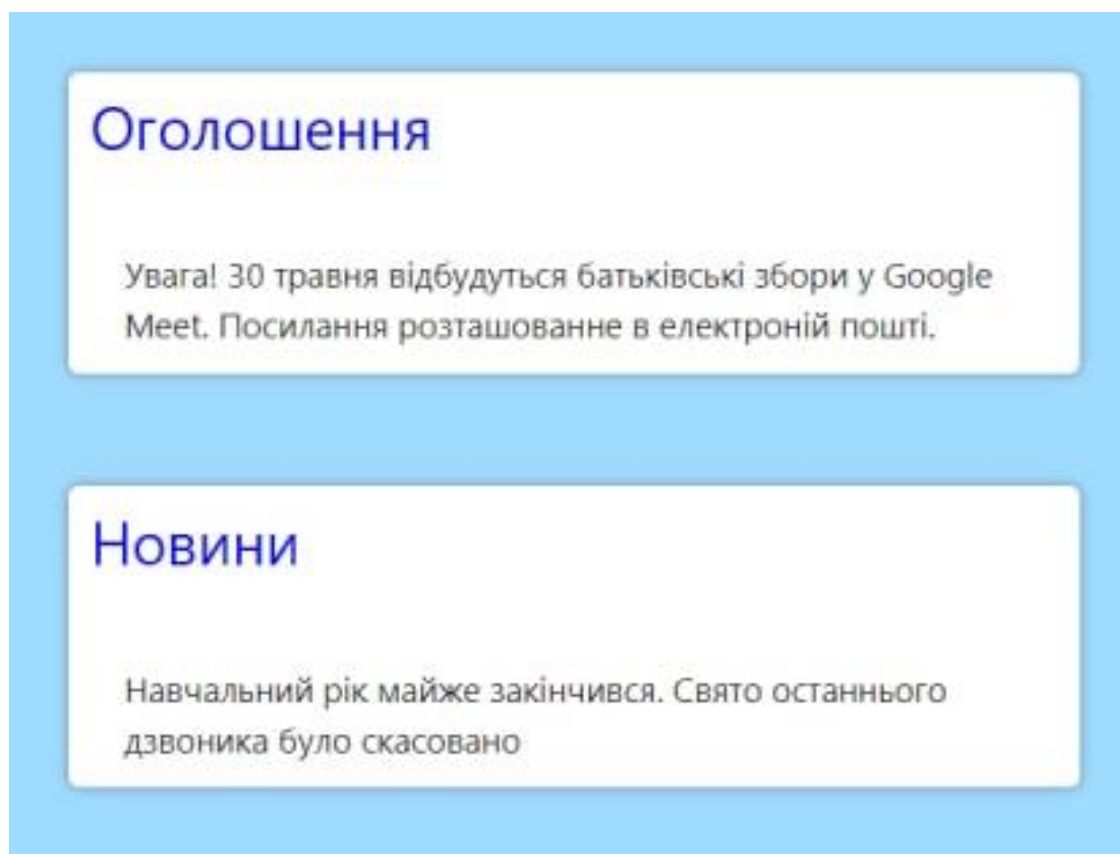 Оголошення
Увага! 30 травня відбудуться батьківські збори у Google
Meet. Посилання розташованне в електроній пошті.
Новини
Навчальний рік майже закінчився. Свято останнього
дзвоника було скасовано